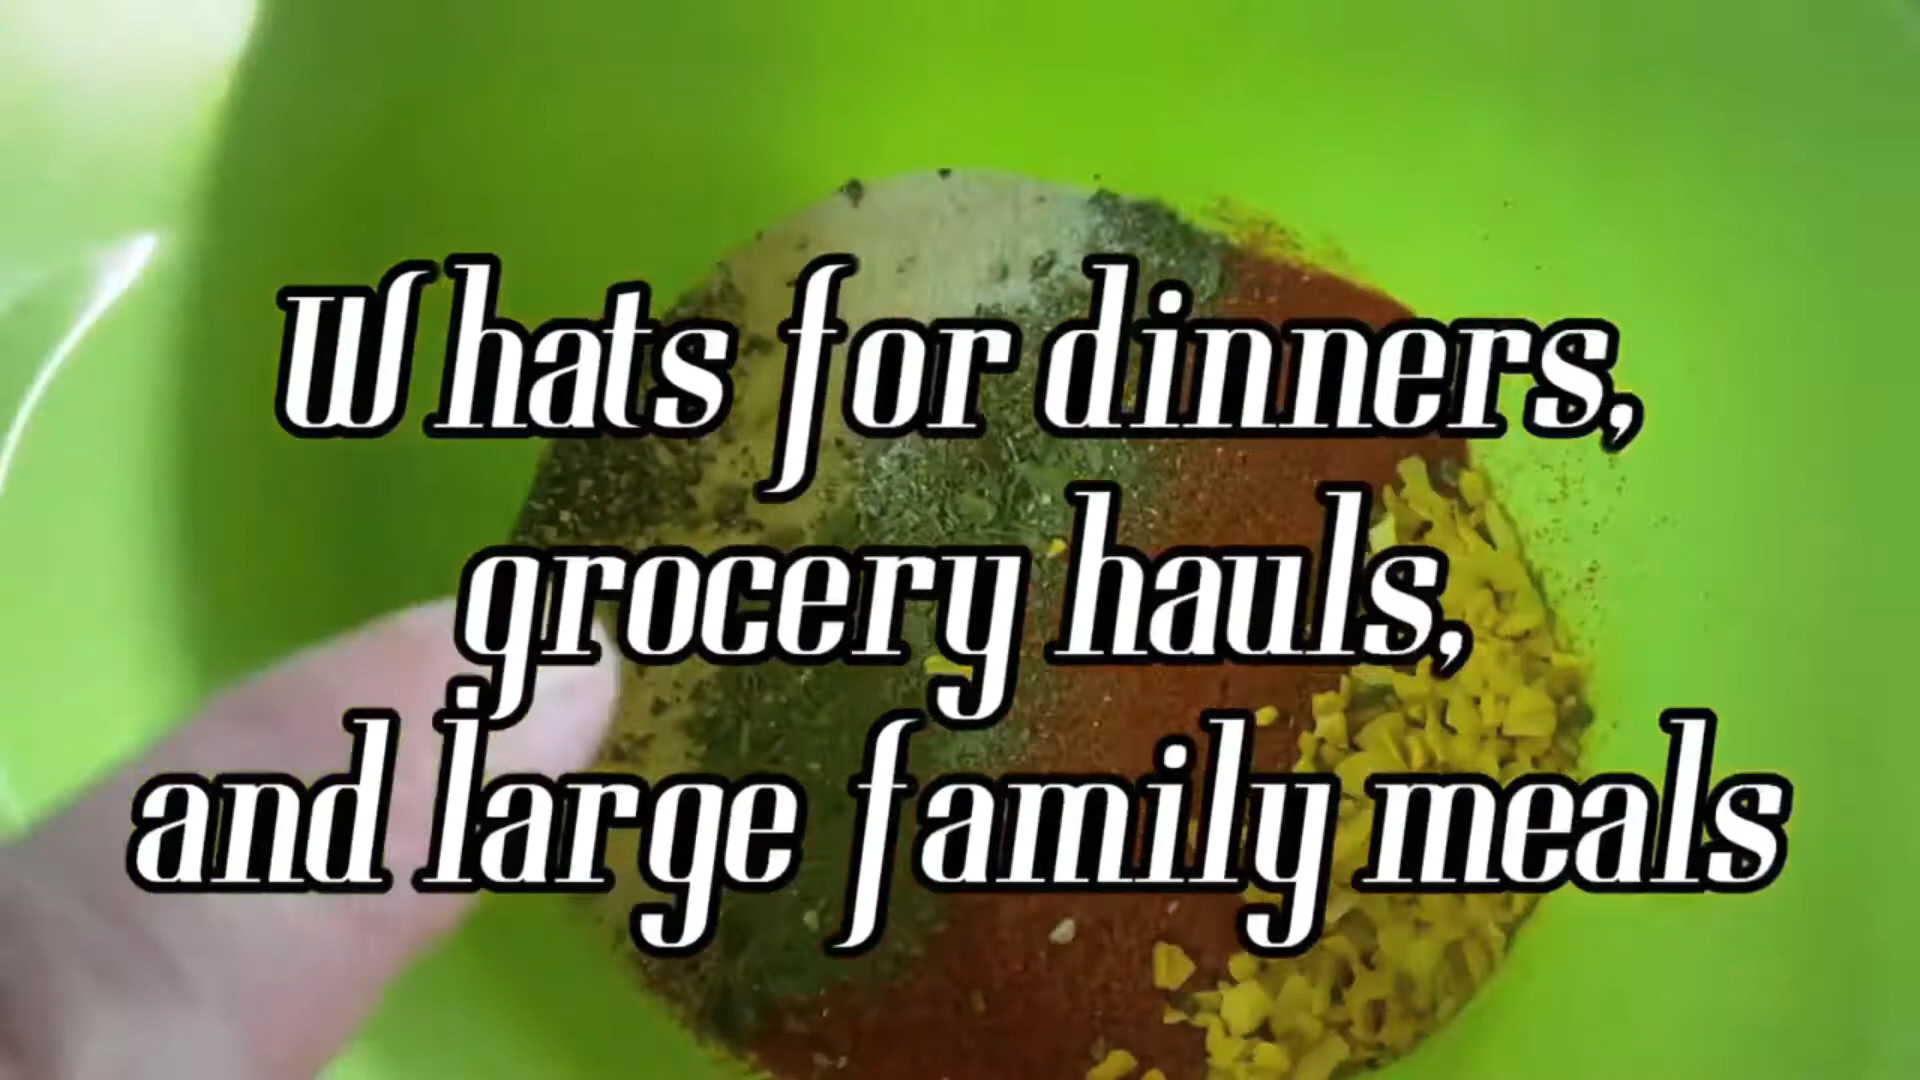 Whats for dinners,
grocery hauls,
and large family meals